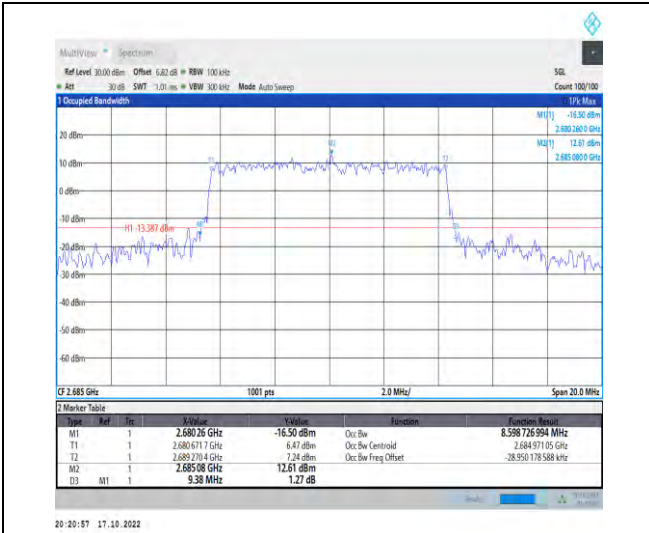 MultiView Spectrum
Ref Level 30.00 dBm Offset 6.82 dB RBW 100 kHz SGL
Att 30 dB SWT 1.01 ms VBW 300 kHz Mode Auto Sweep Count 100/100
1 Occupied Bandwidth 1Pk Max
M1[1] -16.50 dBm
2.680 260 0 GHz
M2[1] 12.61 dBm
2.685 080 0 GHz
20 dBm
M2
T1 T2
10 dBm
0 dBm
-10 dBm
H1 -13.387 dBm
-20 dBm
-30 dBm
-40 dBm
-50 dBm
-60 dBm
CF 2.685 GHz 1001 pts 2.0 MHz/ Span 20.0 MHz
2 Marker Table
Type Ref Trc X-Value Y-Value Function Function Result
M1 1 2.680 26 GHz -16.50 dBm Occ Bw 8.598 726 994 MHz
T1 1 2.680 671 7 GHz 6.47 dBm Occ Bw Centroid 2.684 971 05 GHz
T2 1 2.689 270 4 GHz 7.24 dBm Occ Bw Freq Offset -28.950 178 588 kHz
M2 1 2.685 08 GHz 12.61 dBm
D3 M1 1 9.38 MHz 1.27 dB
20:20:57 17.10.2022